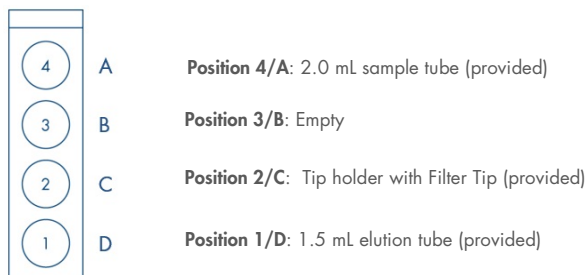 4 A Position 4/A: 2.0 mL sample tube (provided)
3 B Position 3/B: Empty
2 C Position 2/C: Tip holder with Filter Tip (provided)
1 D Position 1/D: 1.5 mL elution tube (provided)